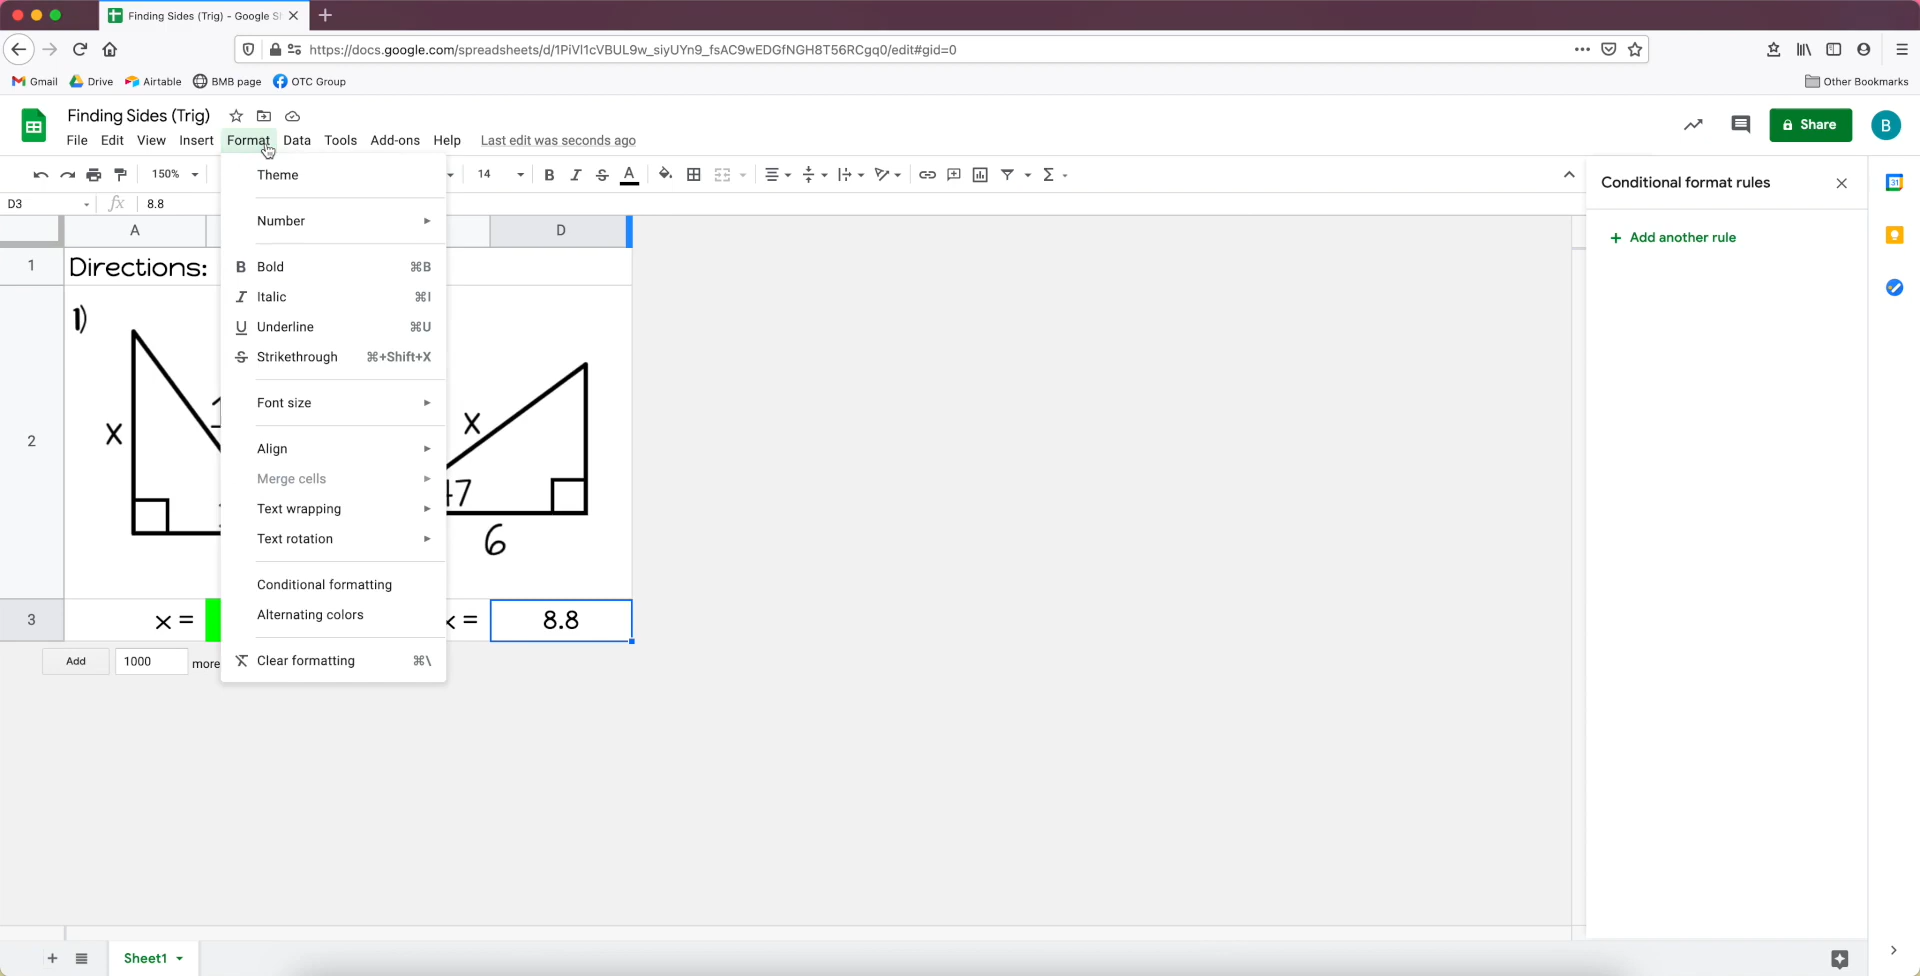 Finding Sides (Trig) - Google S
https://docs.google.com/spreadsheets/d/1PiVI1cVBUL9w_siyUYn9_fsAC9wEDGfNGH8T56RCgq0/edit#gid=0
Gmail Drive Airtable BMB page OTC Group Other Bookmarks
Finding Sides (Trig)
File Edit View Insert Format Data Tools Add-ons Help Last edit was seconds ago
Share
B
150% 14 B I S A
D3 fx 8.8
Conditional format rules
Add another rule
31
A D
Theme
Number
B Bold ⌘B
I Italic ⌘I
U Underline ⌘U
S Strikethrough ⌘+Shift+X
Font size
Align
Merge cells
Text wrapping
Text rotation
Conditional formatting
Alternating colors
Clear formatting ⌘\
1 Directions:
2
1)
x
x
6
3 x = = 8.8
Add 1000 more
Sheet1